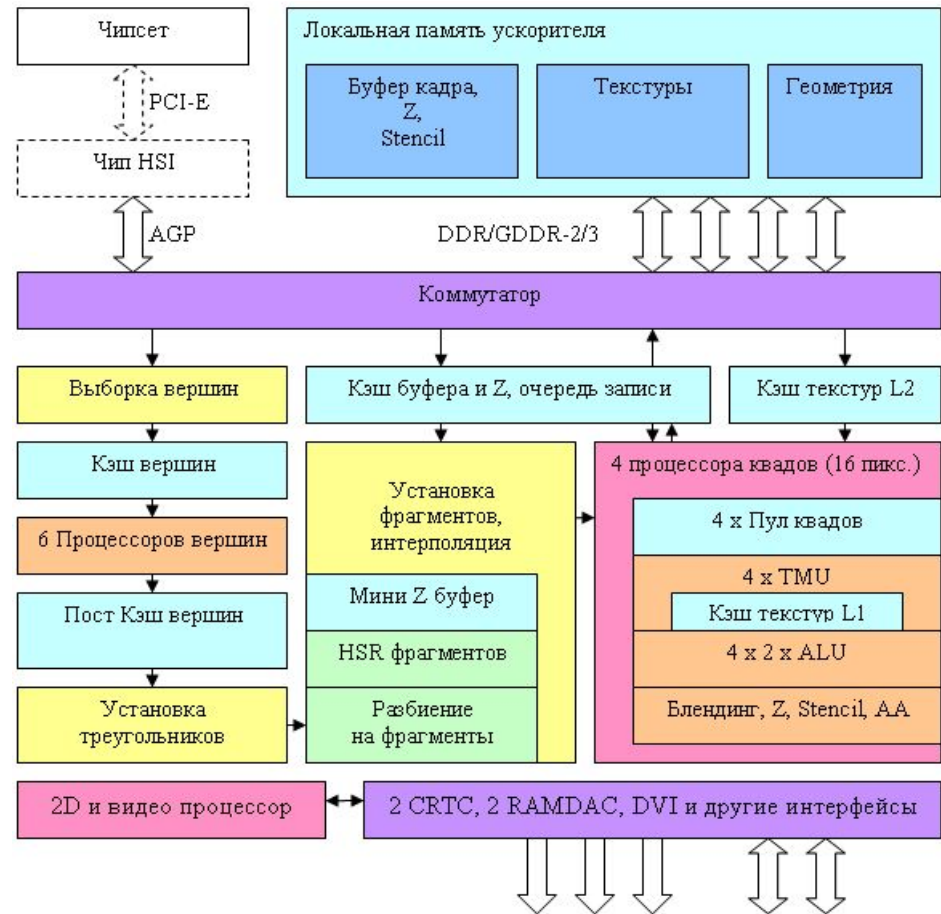 Чипсет
PCI-E
Чип HSI
AGP
Локальная память ускорителя
Буфер кадра,
Z,
Stencil
Текстуры
Геометрия
DDR/GDDR-2/3
Коммутатор
Выборка вершин
Кэш вершин
6 Процессоров вершин
Пост Кэш вершин
Установка
треугольников
Кэш буфера и Z, очередь записи
Установка
фрагментов,
интерполяция
Мини Z буфер
HSR фрагментов
Разбиение
на фрагменты
Кэш текстур L2
4 процессора квадов (16 пикс.)
4 x Пул квадов
4 x TMU
Кэш текстур L1
4 x 2 x ALU
Блендинг, Z, Stencil, AA
2D и видео процессор
2 CRTC, 2 RAMDAC, DVI и другие интерфейсы